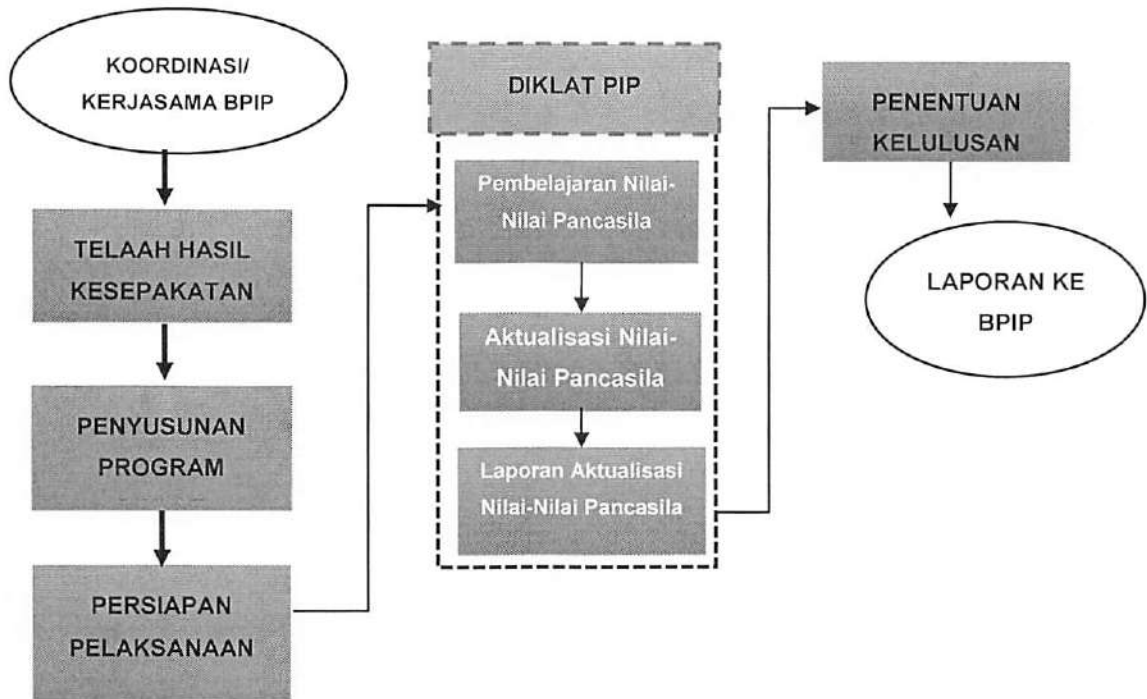 KOORDINASI/
KERJASAMA BPIP
TELAAH HASIL
KESEPAKATAN
PENYUSUNAN
PROGRAM
PERSIAPAN
PELAKSANAAN
DIKLAT PIP
Pembelajaran Nilai-
Nilai Pancasila
Aktualisasi Nilai-
Nilai Pancasila
Laporan Aktualisasi
Nilai-Nilai Pancasila
PENENTUAN
KELULUSAN
LAPORAN KE
BPIP